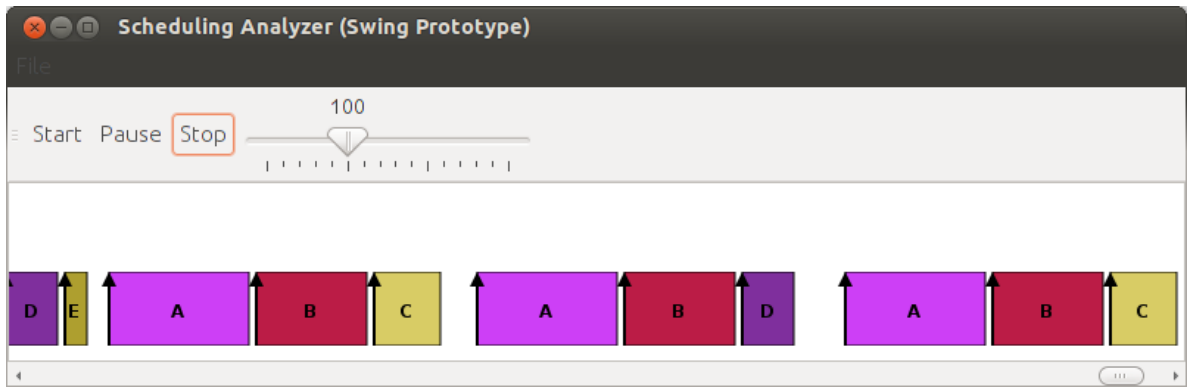 Scheduling Analyzer (Swing Prototype)
File
100
Start Pause Stop
D E A B C A B D A B C